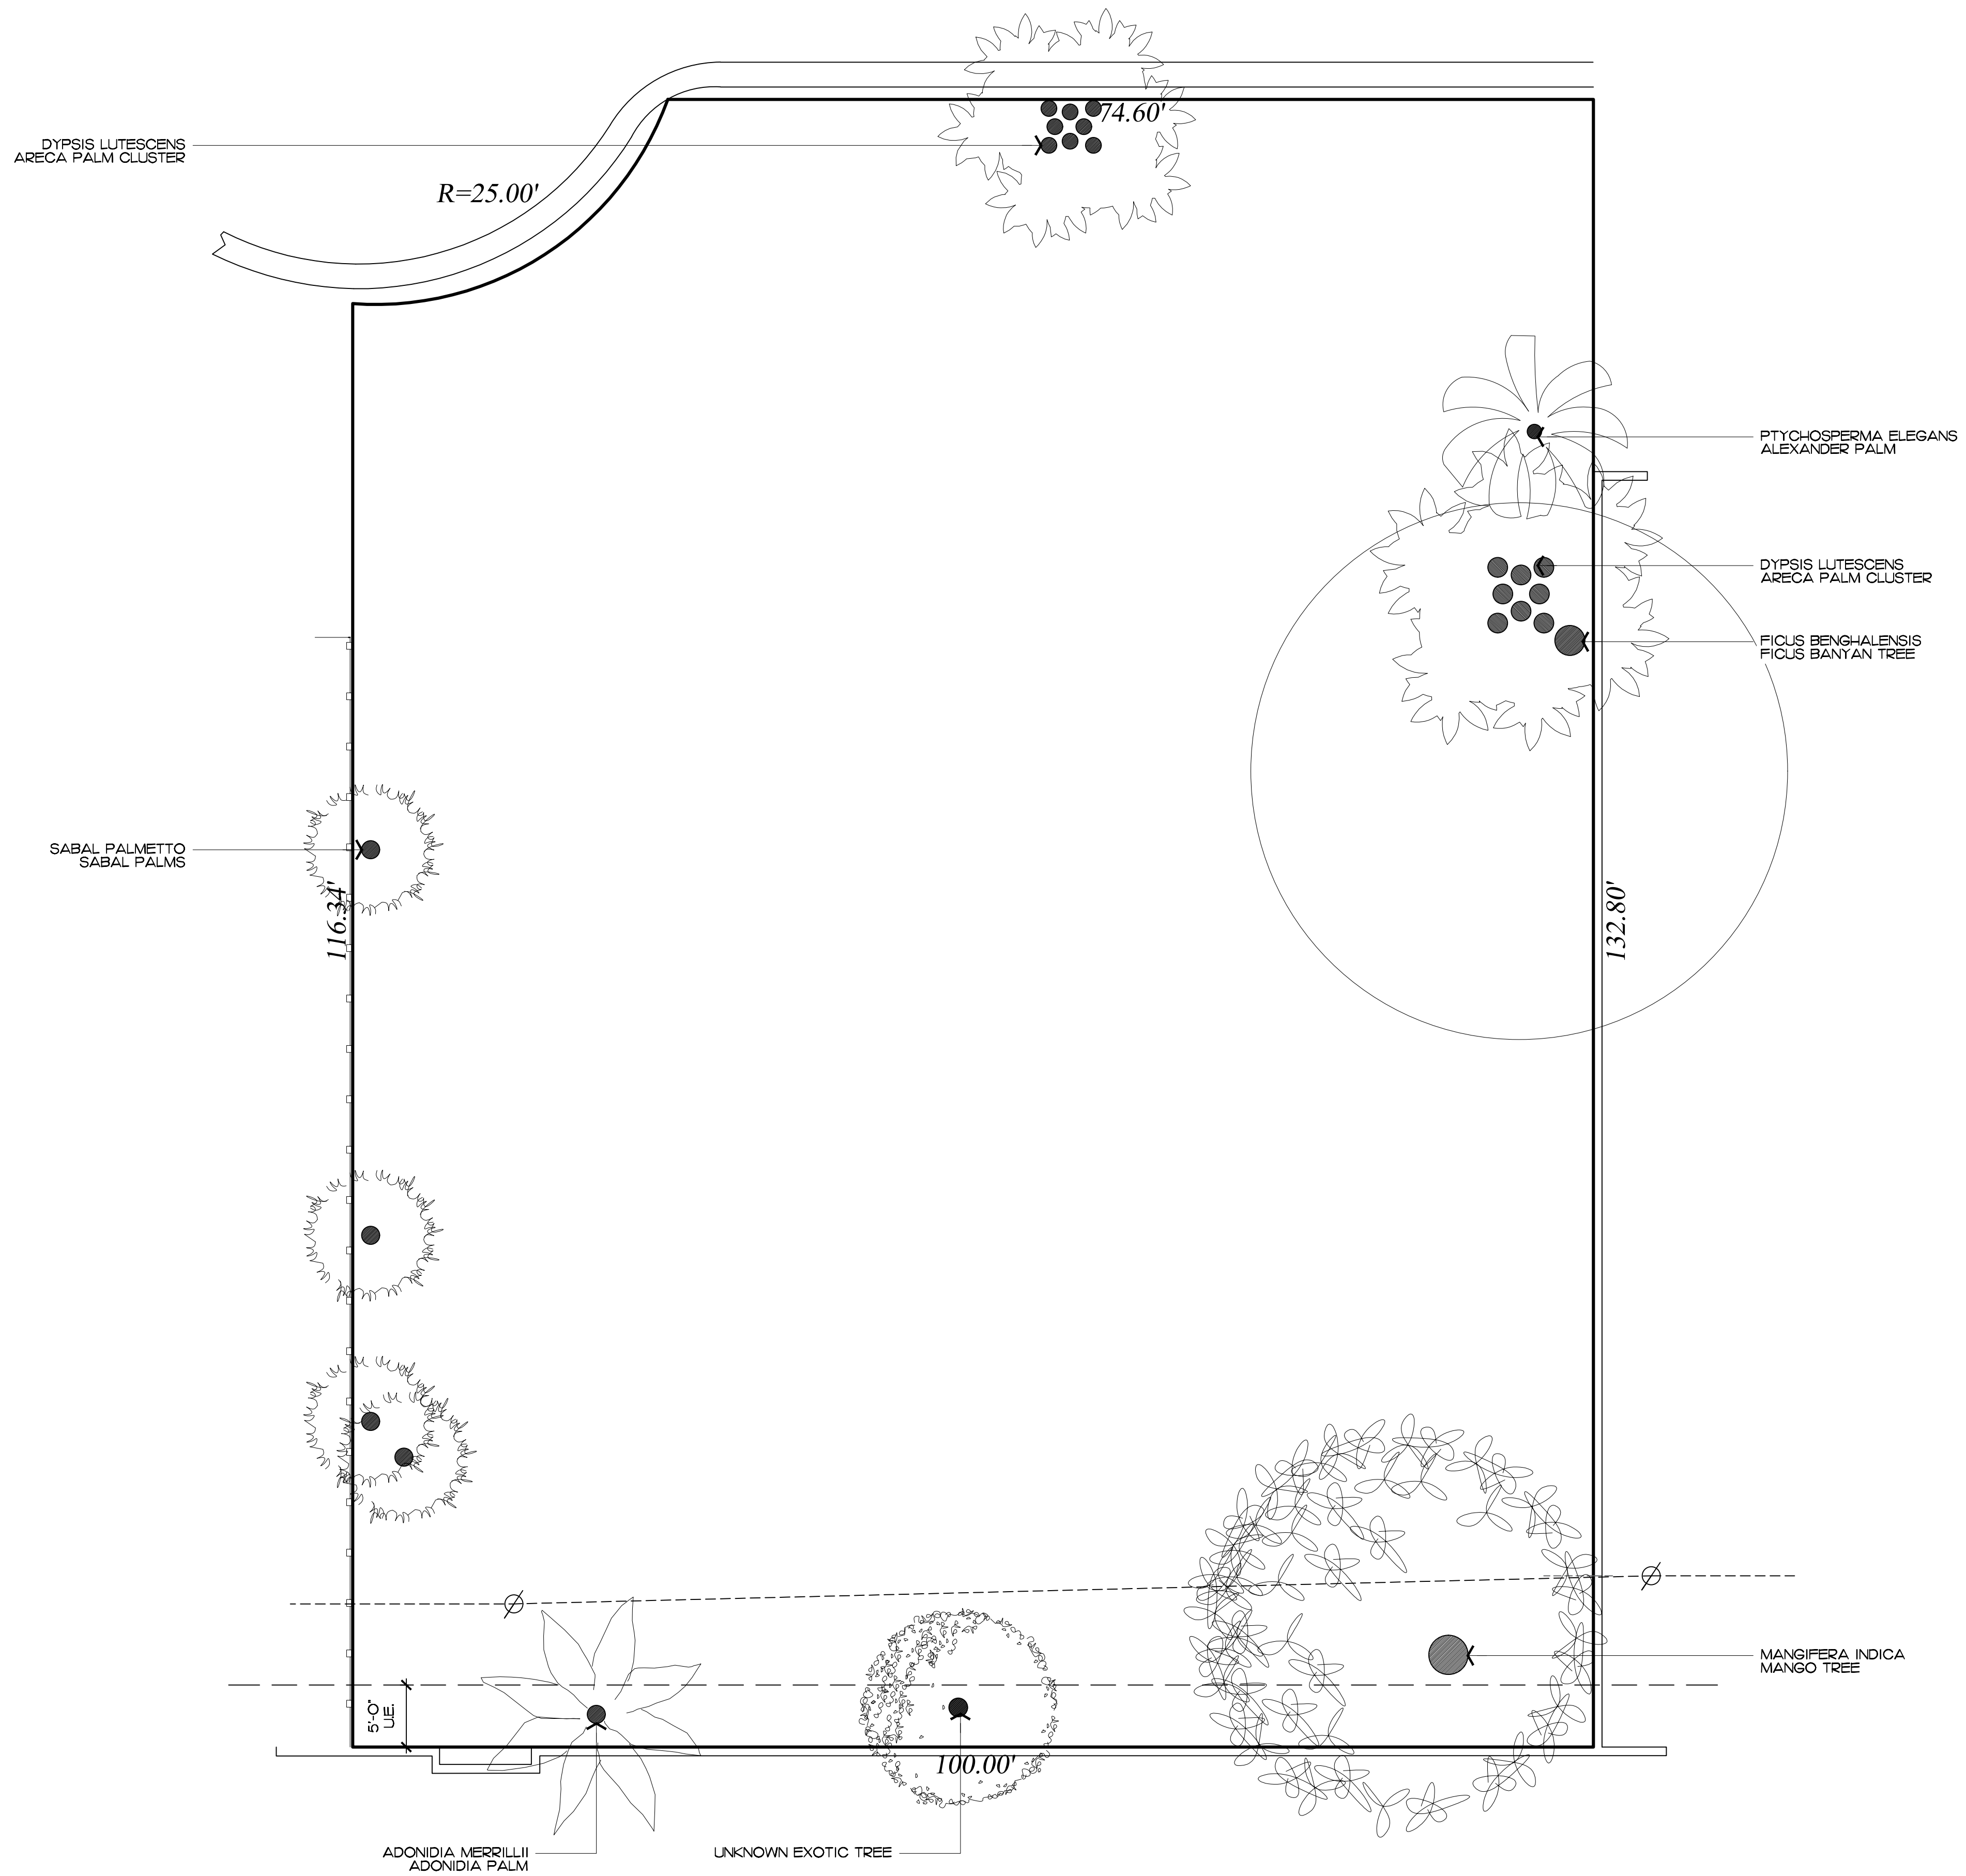 74.60'
DYPSIS LUTESCENS
ARECA PALM CLUSTER
R=25.00'
PTYCHOSPERMA ELEGANS
ALEXANDER PALM
DYPSIS LUTESCENS
ARECA PALM CLUSTER
FICUS BENGHALENSIS
FICUS BANYAN TREE
SABAL PALMETTO
SABAL PALMS
116.34'
132.80'
MANGIFERA INDICA
MANGO TREE
5'-0"
U.E.
100.00'
ADONIDIA MERRILLII
ADONIDIA PALM
UNKNOWN EXOTIC TREE